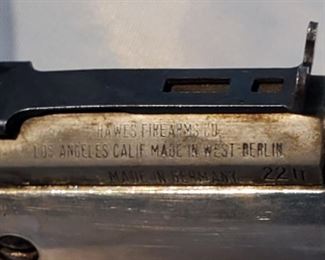 HAWES FIREARMS CO.
LOS ANGELES CALIF. MADE IN WEST-BERLIN
MADE IN GERMANY